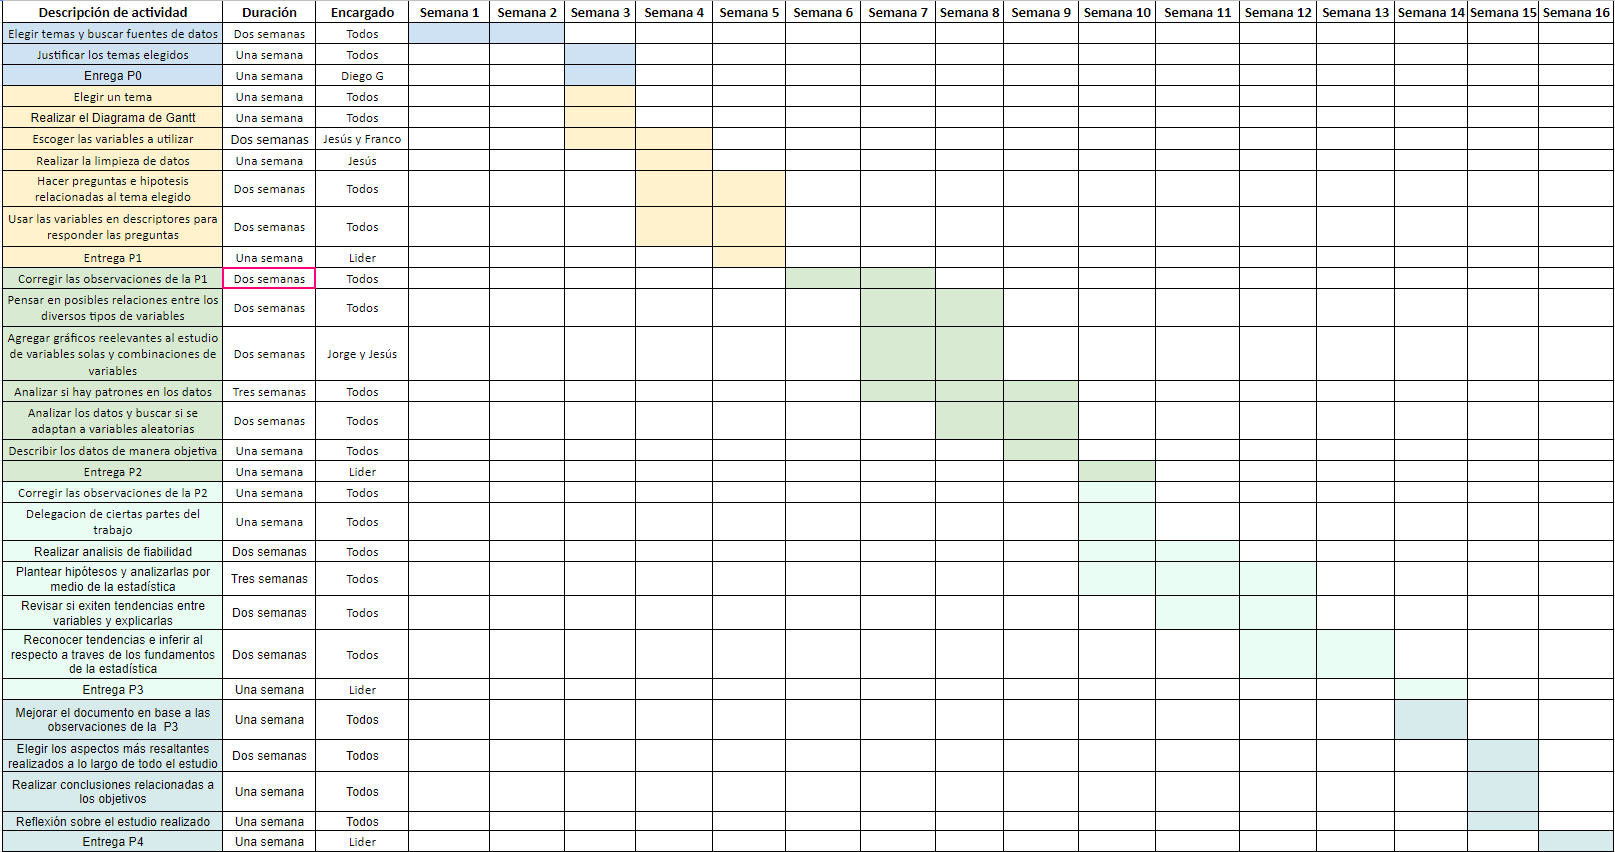 Descripción de actividad Duración Encargado Semana 1 Semana 2 Semana 3 Semana 4 Semana 5 Semana 6 Semana 7 Semana 8 Semana 9 Semana 10 Semana 11 Semana 12 Semana 13 Semana 14 Semana 15 Semana 16
Elegir temas y buscar fuentes de datos Dos semanas Todos
Justificar los temas elegidos Una semana Todos
Enrega P0 Una semana Diego G
Elegir un tema Una semana Todos
Realizar el Diagrama de Gantt Una semana Todos
Escoger las variables a utilizar Dos semanas Jesús y Franco
Realizar la limpieza de datos Una semana Jesús
Hacer preguntas e hipotesis
relacionadas al tema elegido Dos semanas Todos
Usar las variables en descriptores para
responder las preguntas Dos semanas Todos
Entrega P1 Una semana Lider
Corregir las observaciones de la P1 Dos semanas Todos
Pensar en posibles relaciones entre los
diversos tipos de variables Dos semanas Todos
Agregar gráficos reelevantes al estudio
de variables solas y combinaciones de
variables Dos semanas Jorge y Jesús
Analizar si hay patrones en los datos Tres semanas Todos
Analizar los datos y buscar si se
adaptan a variables aleatorias Dos semanas Todos
Describir los datos de manera objetiva Una semana Todos
Entrega P2 Una semana Lider
Corregir las observaciones de la P2 Una semana Todos
Delegacion de ciertas partes del
trabajo Una semana Todos
Realizar analisis de fiabilidad Dos semanas Todos
Plantear hipótesos y analizarlas por
medio de la estadística Tres semanas Todos
Revisar si exiten tendencias entre
variables y explicarlas Dos semanas Todos
Reconocer tendencias e inferir al
respecto a traves de los fundamentos
de la estadística Dos semanas Todos
Entrega P3 Una semana Lider
Mejorar el documento en base a las
observaciones de la P3 Una semana Todos
Elegir los aspectos más resaltantes
realizados a lo largo de todo el estudio Dos semanas Todos
Realizar conclusiones relacionadas a
los objetivos Una semana Todos
Reflexión sobre el estudio realizado Una semana Todos
Entrega P4 Una semana Lider